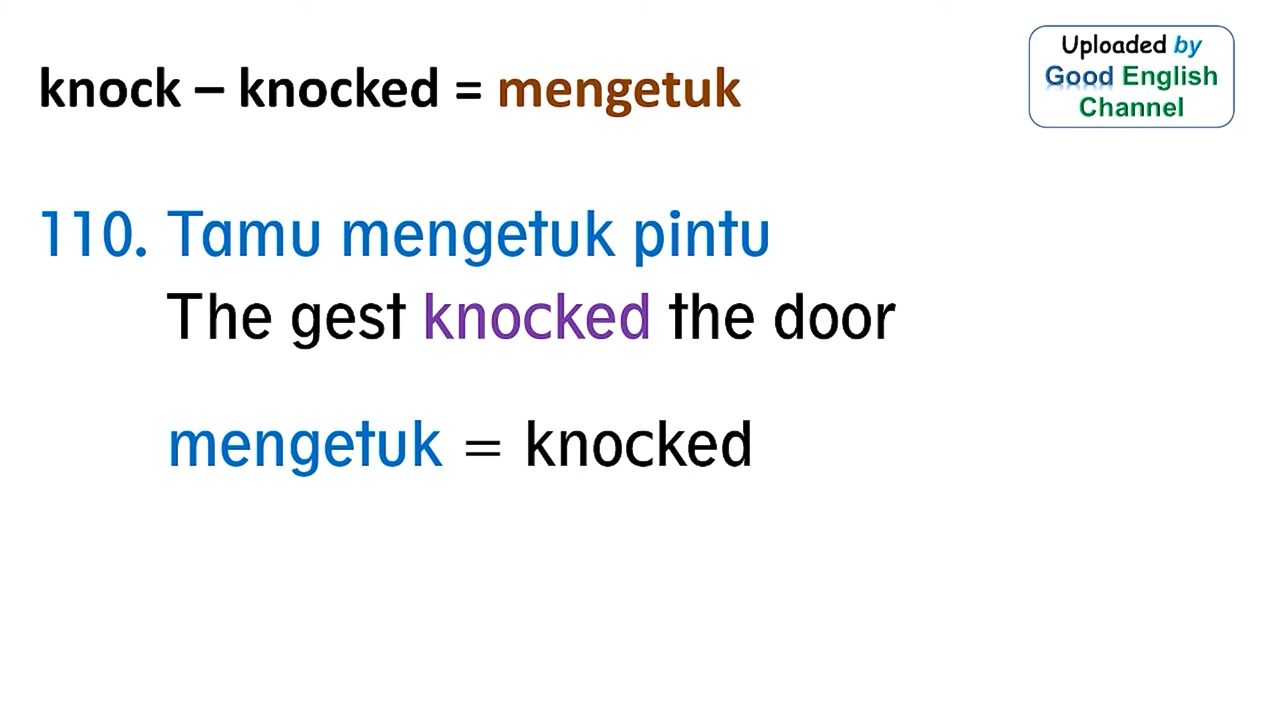 knock – knocked = mengetuk
Uploaded by
Good English
Channel
110. Tamu mengetuk pintu
The gest knocked the door
mengetuk = knocked